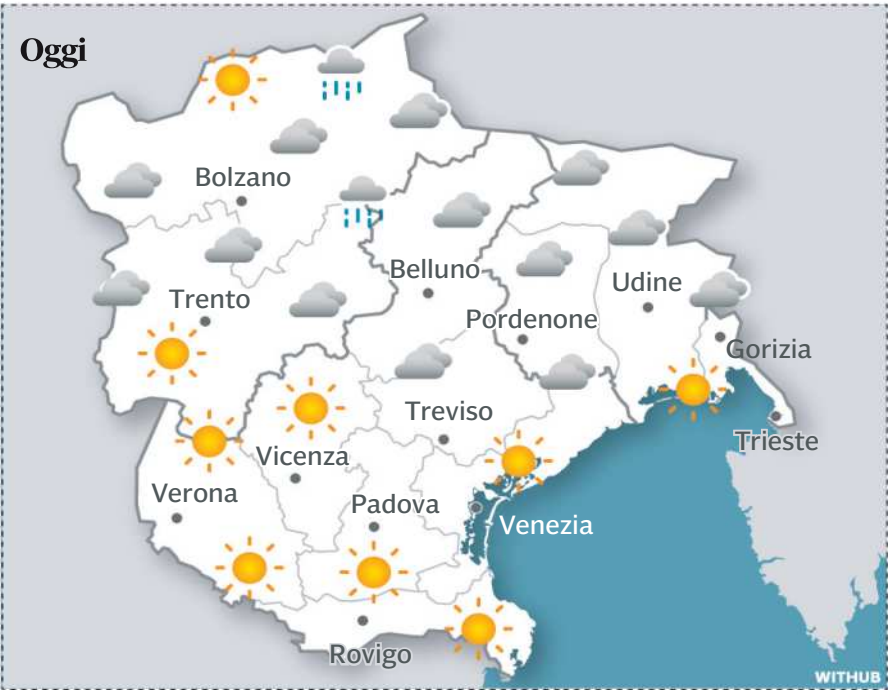 Oggi
Bolzano
Belluno
Trento
Udine
Pordenone
Gorizia
Treviso
Trieste
Vicenza
Verona
Padova
Venezia
Rovigo
WITHUB